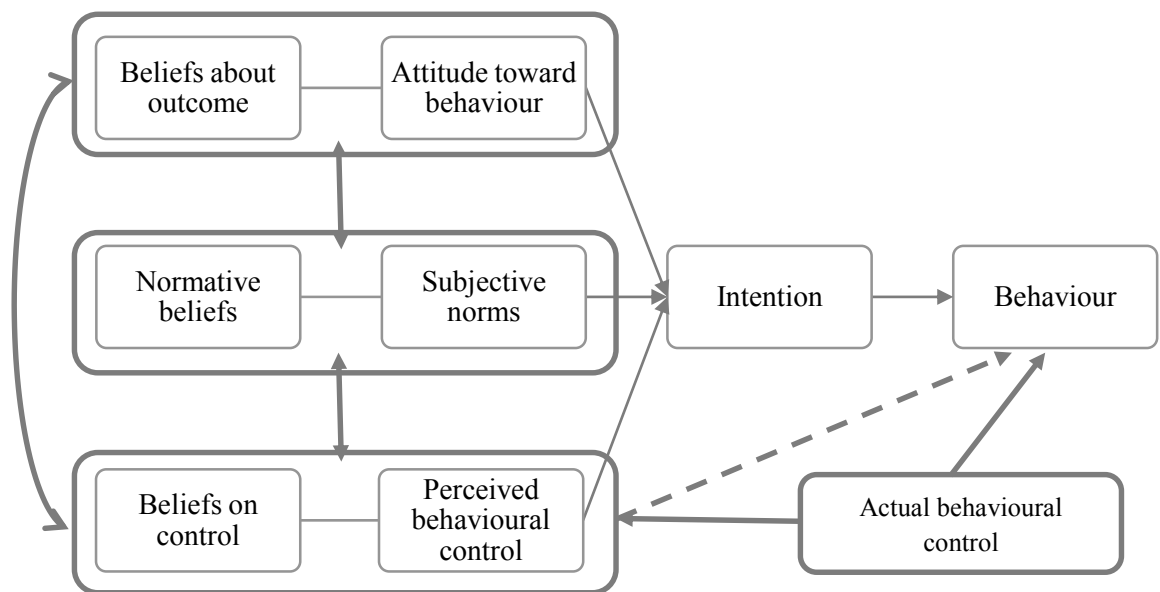 Beliefs about
outcome
Attitude toward
behaviour
Normative
beliefs
Subjective
norms
Intention
Behaviour
Beliefs on
control
Perceived
behavioural
control
Actual behavioural
control